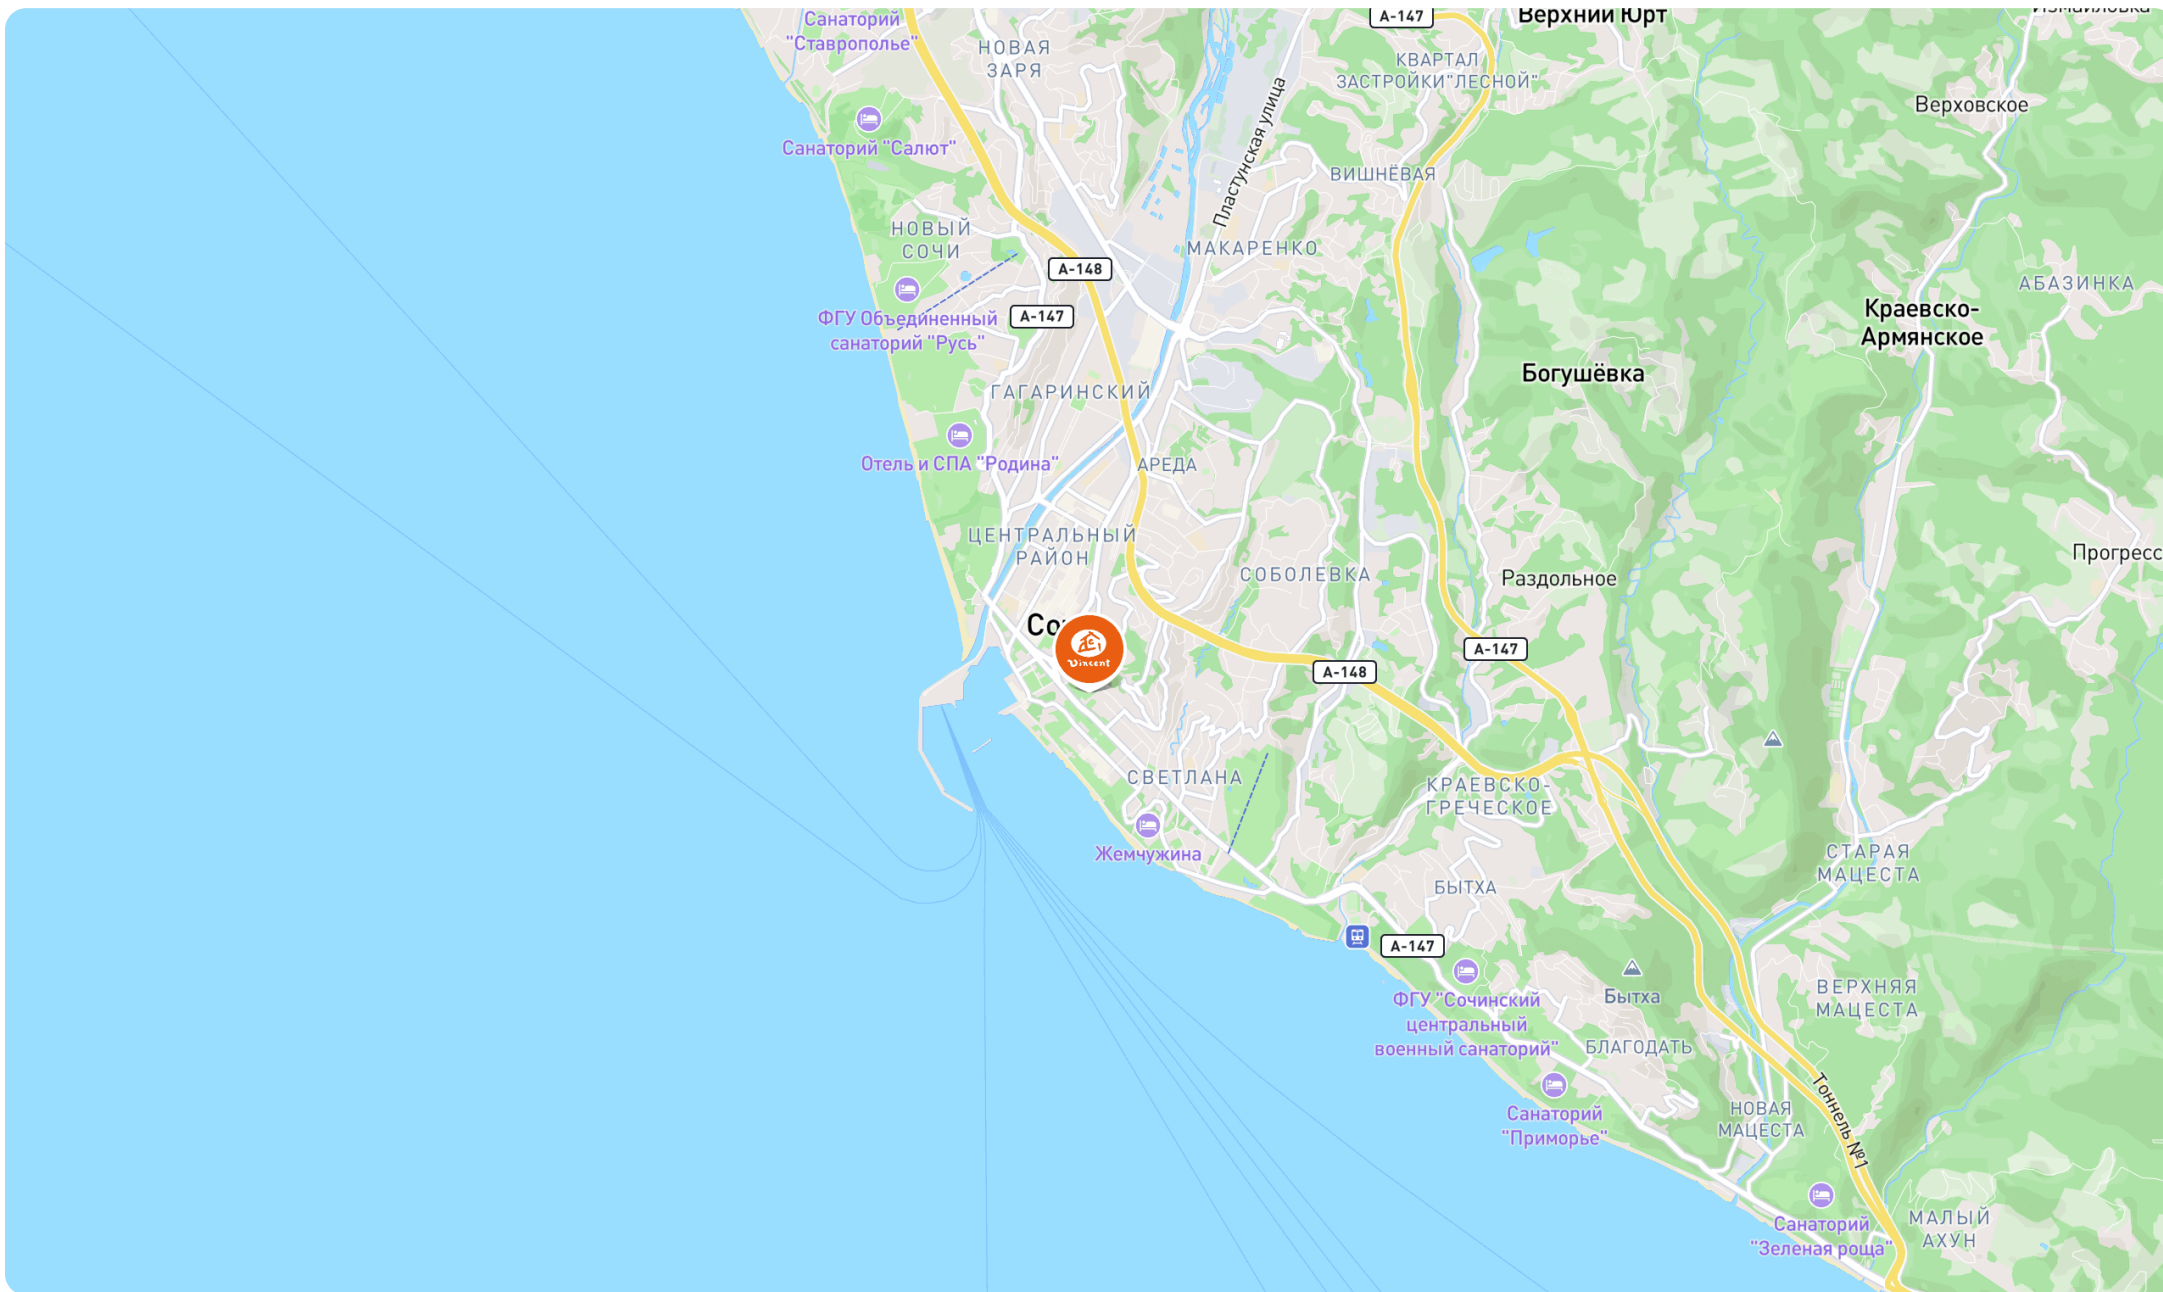 Санаторий
"Ставрополье"
НОВАЯ
ЗАРЯ
А-147
Верхний Юрт
Измайловка
КВАРТАЛ
ЗАСТРОЙКИ"ЛЕСНОЙ"
Верховское
Санаторий "Салют"
Пластунская улица
ВИШНЁВАЯ
НОВЫЙ
СОЧИ
МАКАРЕНКО
А-148
АБАЗИНКА
ФГУ Объединенный
санаторий "Русь"
А-147
Краевско-
Армянское
Богушёвка
ГАГАРИНСКИЙ
Отель и СПА "Родина"
АРЕДА
ЦЕНТРАЛЬНЫЙ
РАЙОН
СОБОЛЕВКА
Раздольное
Прогресс
Со
Vincent
А-147
А-148
СВЕТЛАНА
КРАЕВСКО-
ГРЕЧЕСКОЕ
Жемчужина
СТАРАЯ
МАЦЕСТА
БЫТХА
А-147
ФГУ "Сочинский
центральный
военный санаторий"
Бытха
ВЕРХНЯЯ
МАЦЕСТА
БЛАГОДАТЬ
Санаторий
"Приморье"
НОВАЯ
МАЦЕСТА
Тоннель №1
Санаторий
"Зеленая роща"
МАЛЫЙ
АХУН